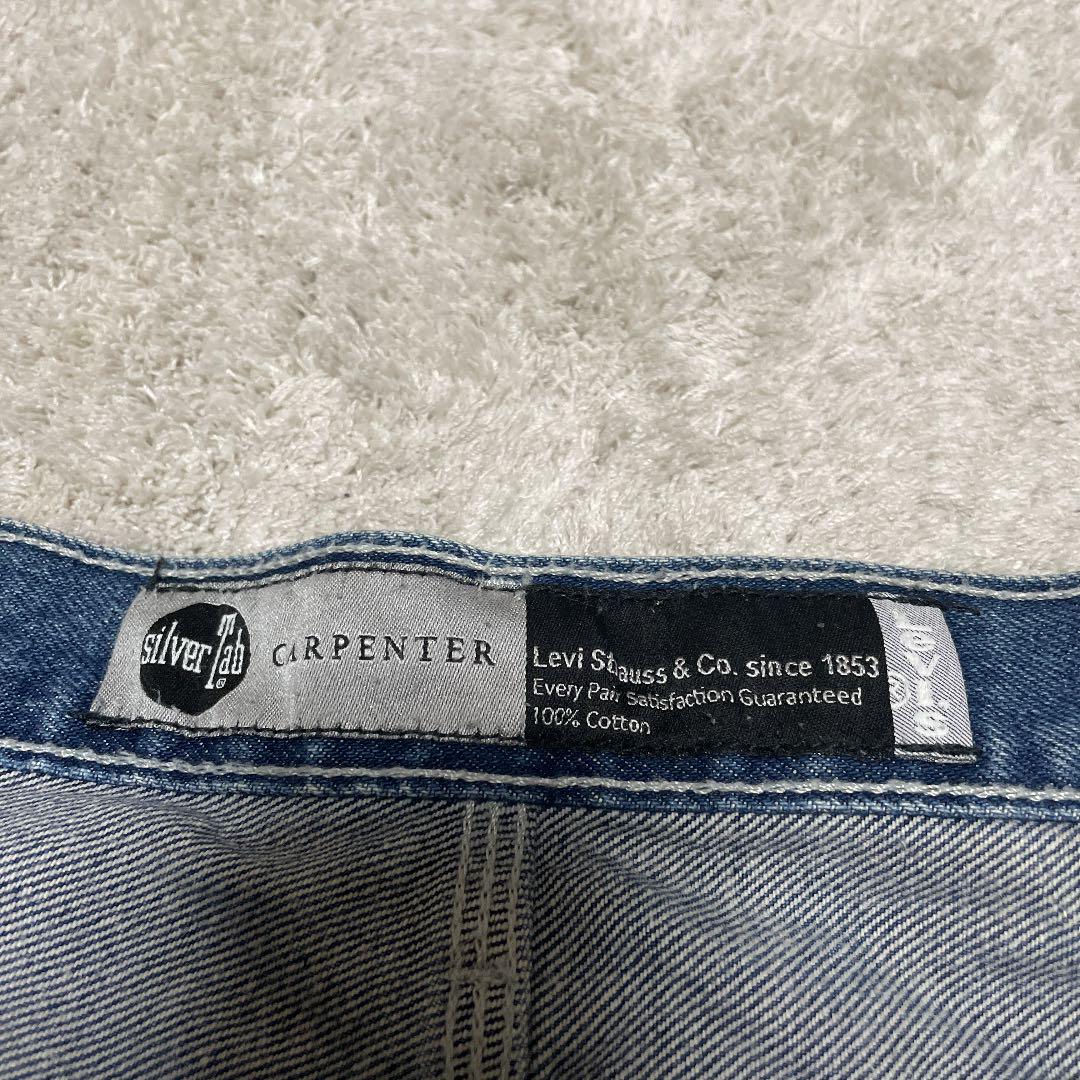 silverTab
CARPENTER
Levi Strauss & Co. since 1853
Every Pair Satisfaction Guaranteed
100% Cotton
LEVI'S
®